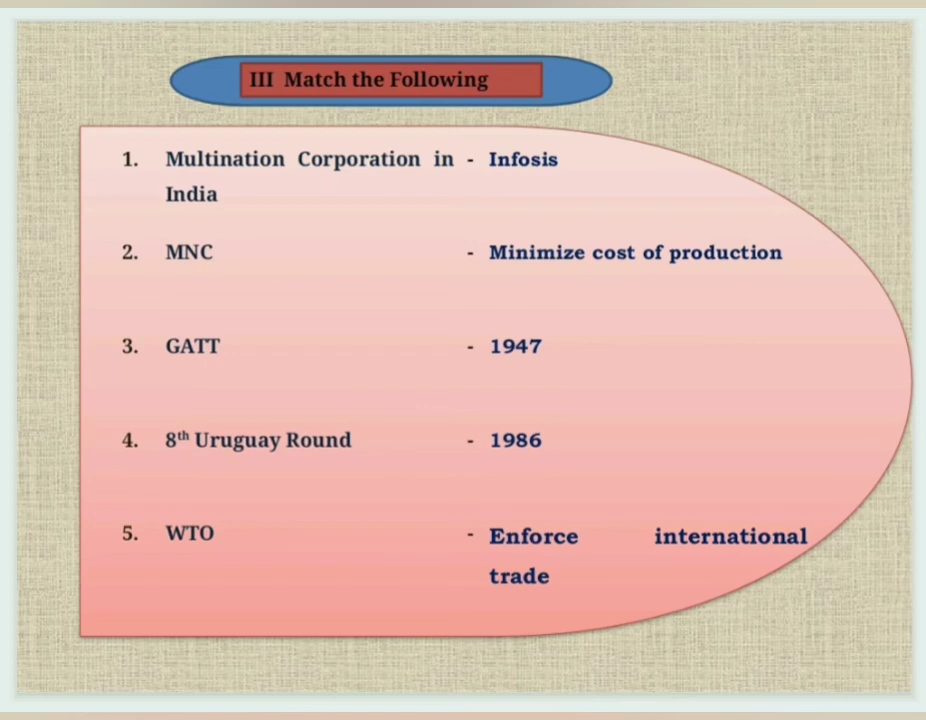 III Match the Following
1. Multination Corporation in - Infosis
India
2. MNC - Minimize cost of production
3. GATT - 1947
4. 8th Uruguay Round - 1986
5. WTO - Enforce international
trade